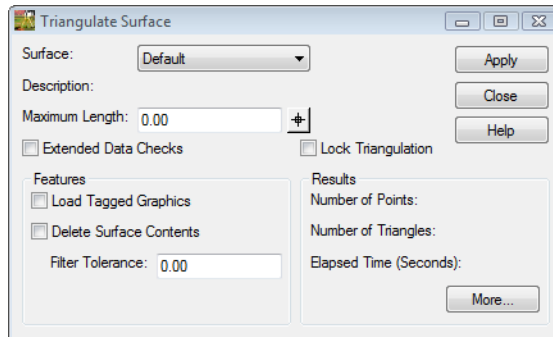 Triangulate Surface
Surface: Default
Apply
Description:
Close
Maximum Length: 0.00
Help
Extended Data Checks
Lock Triangulation
Features
Load Tagged Graphics
Delete Surface Contents
Filter Tolerance: 0.00
Results
Number of Points:
Number of Triangles:
Elapsed Time (Seconds):
More...